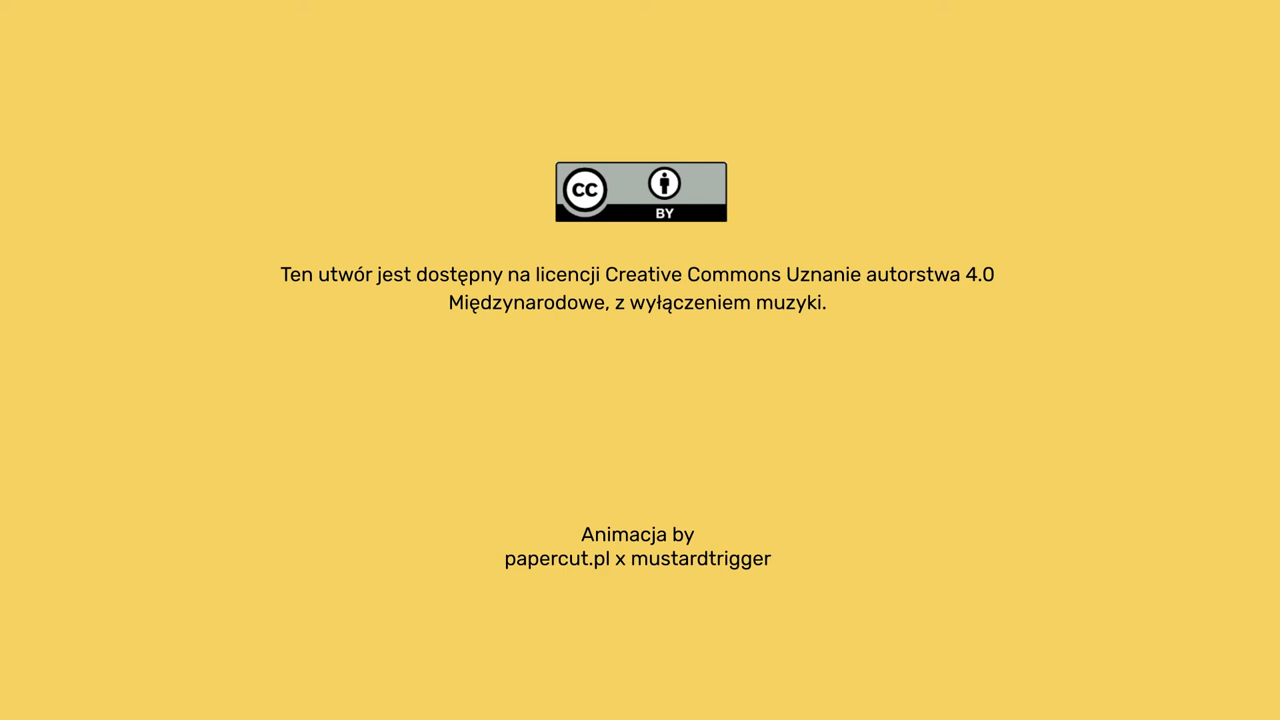 CC
BY
Ten utwór jest dostępny na licencji Creative Commons Uznanie autorstwa 4.0
Międzynarodowe, z wyłączeniem muzyki.
Animacja by
papercut.pl x mustardtrigger